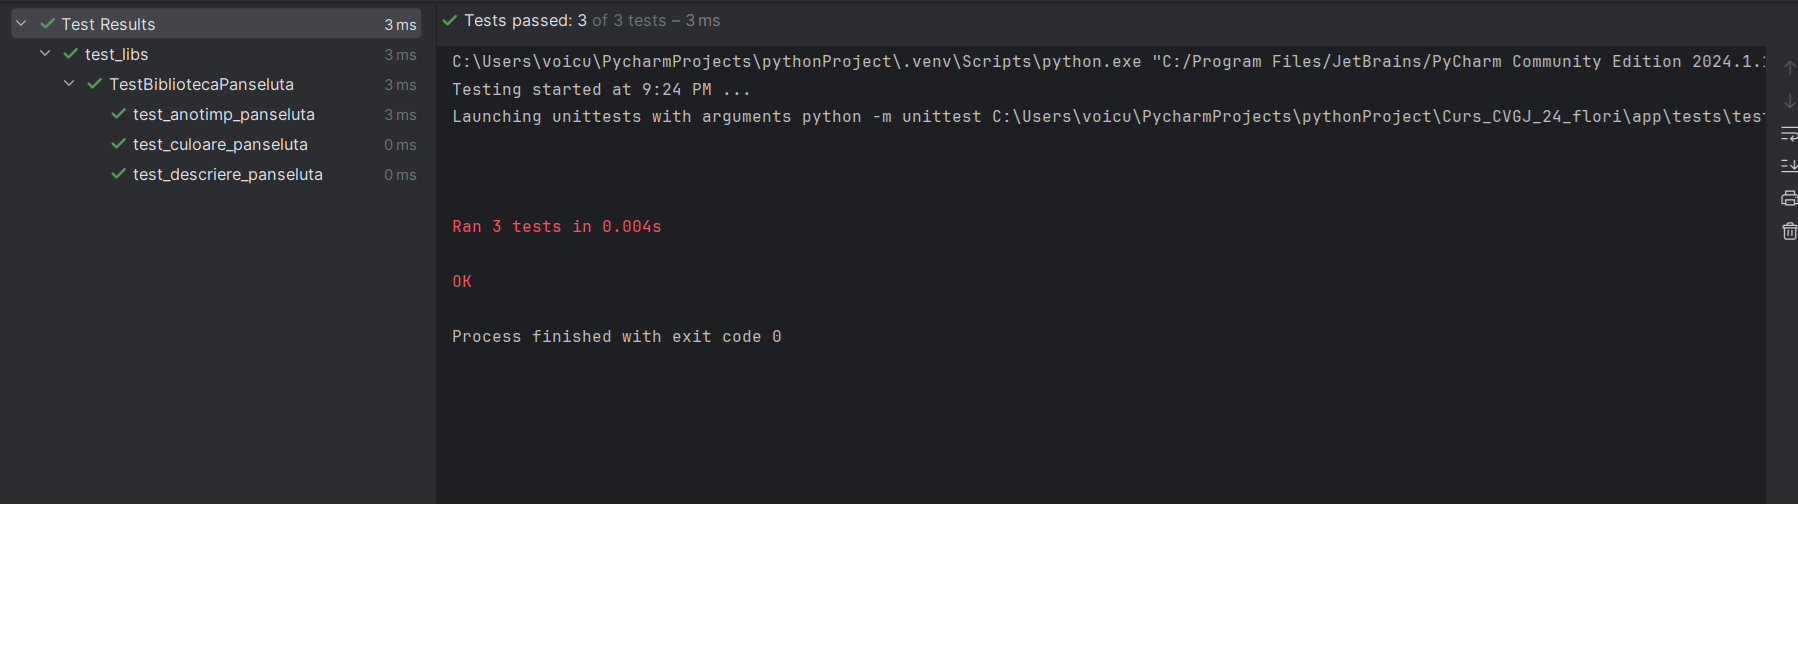 Test Results 3 ms
test_libs 3 ms
TestBibliotecaPanseluta 3 ms
test_anotimp_panseluta 3 ms
test_culoare_panseluta 0 ms
test_descriere_panseluta 0 ms
Tests passed: 3 of 3 tests – 3 ms
C:\Users\voicu\PycharmProjects\pythonProject\.venv\Scripts\python.exe "C:/Program Files/JetBrains/PyCharm Community Edition 2024.1.
Testing started at 9:24 PM ...
Launching unittests with arguments python -m unittest C:\Users\voicu\PycharmProjects\pythonProject\Curs_CVGJ_24_flori\app\tests\tes
Ran 3 tests in 0.004s
OK
Process finished with exit code 0